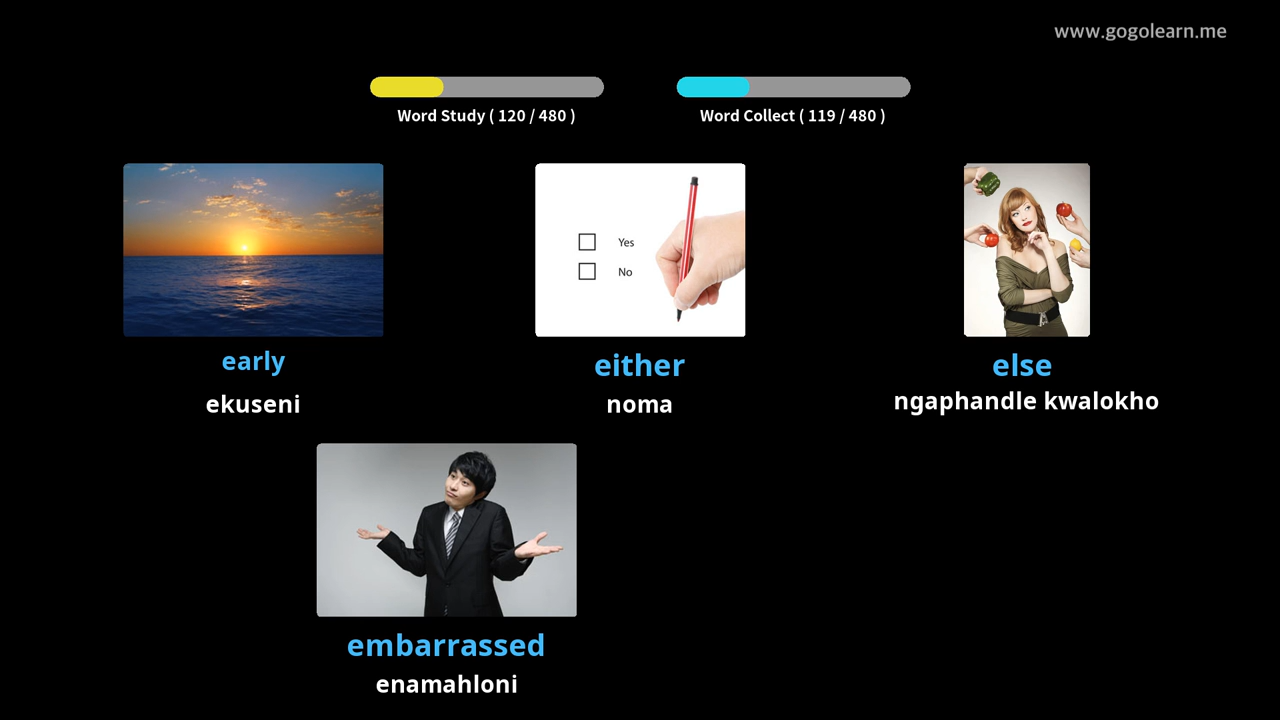 www.gogolearn.me
Word Study ( 120 / 480 )
Word Collect ( 119 / 480 )
Yes
No
early
either
else
ekuseni
noma
ngaphandle kwalokho
embarrassed
enamahloni